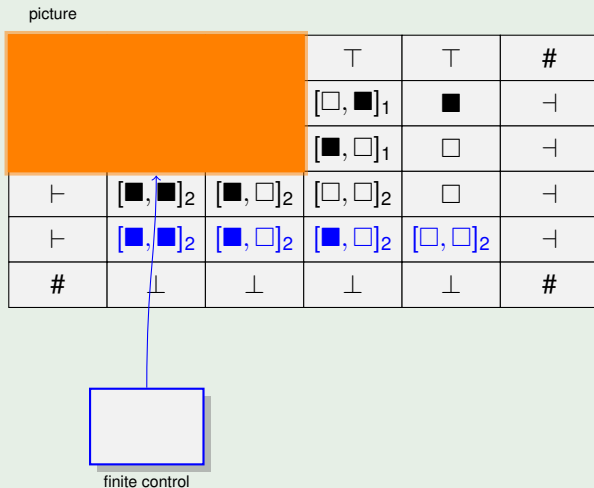 picture
⊤ ⊤ #
[□, ■]₁ ■ ⊣
[■, □]₁ □ ⊣
⊢ [■, ■]₂ [■, □]₂ [□, □]₂ □ ⊣
⊢ [■, ■]₂ [■, □]₂ [■, □]₂ [□, □]₂ ⊣
# ⊥ ⊥ ⊥ ⊥ #
finite control